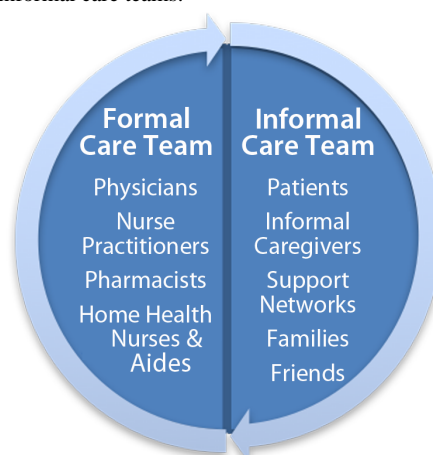 informal care teams.
Formal
Care Team
Physicians
Nurse
Practitioners
Pharmacists
Home Health
Nurses &
Aides
Informal
Care Team
Patients
Informal
Caregivers
Support
Networks
Families
Friends